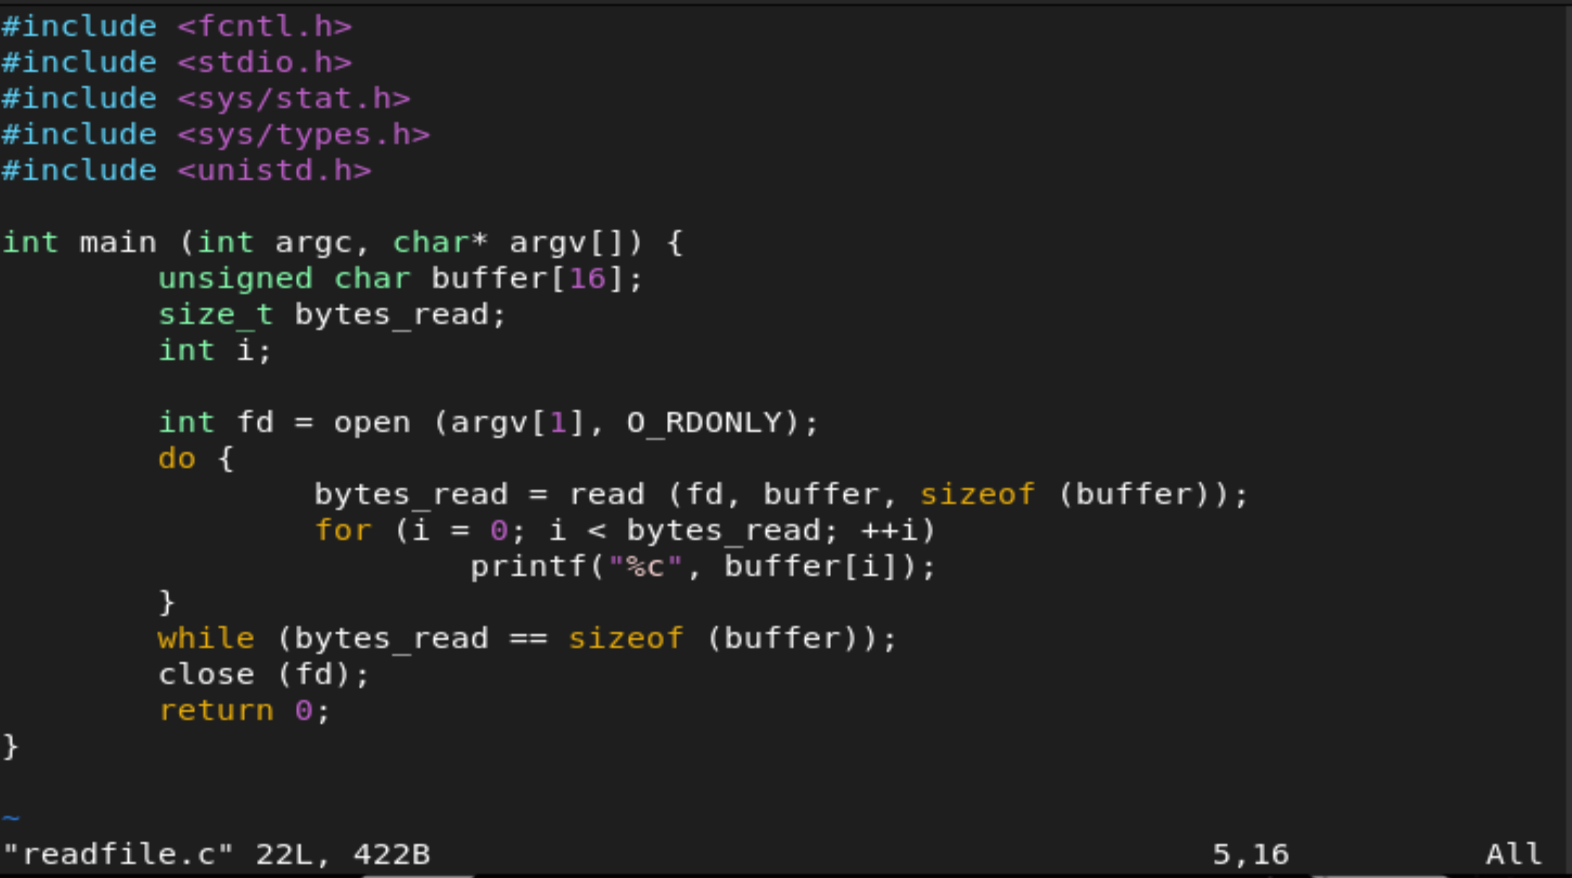 #include <fcntl.h>
#include <stdio.h>
#include <sys/stat.h>
#include <sys/types.h>
#include <unistd.h>

int main (int argc, char* argv[]) {
        unsigned char buffer[16];
        size_t bytes_read;
        int i;

        int fd = open (argv[1], O_RDONLY);
        do {
                bytes_read = read (fd, buffer, sizeof (buffer));
                for (i = 0; i < bytes_read; ++i)
                        printf("%c", buffer[i]);
        }
        while (bytes_read == sizeof (buffer));
        close (fd);
        return 0;
}

~
"readfile.c" 22L, 422B 5,16 All